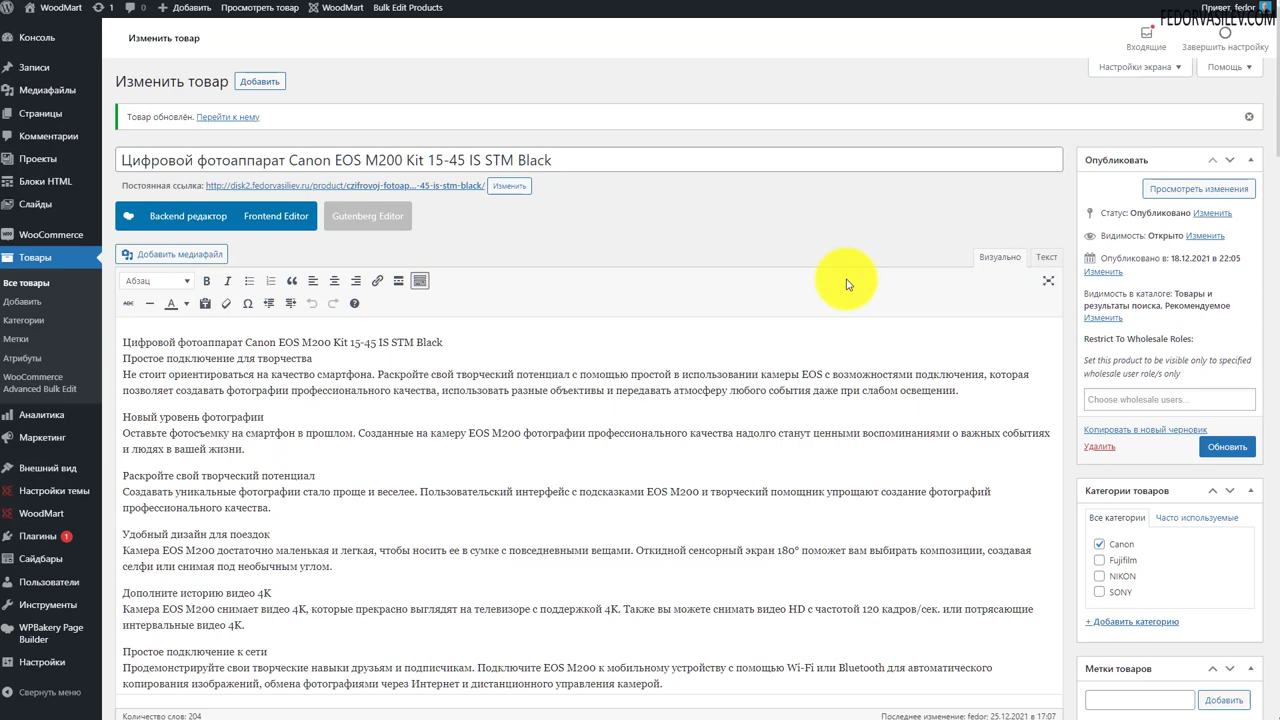 WoodMart
1
0
Добавить
Просмотреть товар
WoodMart
Bulk Edit Products
Привет, fedor
FEDORVASILEV.COM
Изменить товар
Входящие
Завершить настройку
Настройки экрана
Помощь
Консоль
Записи
Медиафайлы
Страницы
Комментарии
Проекты
Блоки HTML
Слайды
WooCommerce
Товары
Все товары
Добавить
Категории
Метки
Атрибуты
WooCommerce
Advanced Bulk Edit
Аналитика
Маркетинг
Внешний вид
Настройки темы
WoodMart
Плагины 1
Сайдбары
Пользователи
Инструменты
WPBakery Page
Builder
Настройки
Свернуть меню
Изменить товар
Добавить
Товар обновлён. Перейти к нему
Цифровой фотоаппарат Canon EOS M200 Kit 15-45 IS STM Black
Постоянная ссылка: http://disk2.fedorvasiliev.ru/product/czifrovoj-fotoap...-45-is-stm-black/ Изменить
Backend редактор
Frontend Editor
Gutenberg Editor
Добавить медиафайл
Визуально
Текст
Абзац
B I
ABC
A
Ω
Цифровой фотоаппарат Canon EOS M200 Kit 15-45 IS STM Black
Простое подключение для творчества
Не стоит ориентироваться на качество смартфона. Раскройте свой творческий потенциал с помощью простой в использовании камеры EOS с возможностями подключения, которая
позволяет создавать фотографии профессионального качества, использовать разные объективы и передавать атмосферу любого события даже при слабом освещении.
Новый уровень фотографии
Оставьте фотосъемку на смартфон в прошлом. Созданные на камеру EOS M200 фотографии профессионального качества надолго станут ценными воспоминаниями о важных событиях
и людях в вашей жизни.
Раскройте свой творческий потенциал
Создавать уникальные фотографии стало проще и веселее. Пользовательский интерфейс с подсказками EOS M200 и творческий помощник упрощают создание фотографий
профессионального качества.
Удобный дизайн для поездок
Камера EOS M200 достаточно маленькая и легкая, чтобы носить ее в сумке с повседневными вещами. Откидной сенсорный экран 180° поможет вам выбирать композиции, создавая
селфи или снимая под необычным углом.
Дополните историю видео 4K
Камера EOS M200 снимает видео 4K, которые прекрасно выглядят на телевизоре с поддержкой 4K. Также вы можете снимать видео HD с частотой 120 кадров/сек. или потрясающие
интервальные видео 4K.
Простое подключение к сети
Продемонстрируйте свои творческие навыки друзьям и подписчикам. Подключите EOS M200 к мобильному устройству с помощью Wi-Fi или Bluetooth для автоматического
копирования изображений, обмена фотографиями через Интернет и дистанционного управления камерой.
Количество слов: 204
Последнее изменение: fedor: 25.12.2021 в 17:07
Опубликовать
Просмотреть изменения
Статус: Опубликовано Изменить
Видимость: Открыто Изменить
Опубликовано в: 18.12.2021 в 22:05
Изменить
Видимость в каталоге: Товары и
результаты поиска, Рекомендуемое
Изменить
Restrict To Wholesale Roles:
Set this product to be visible only to specified
wholesale user role/s only
Choose wholesale users...
Копировать в новый черновик
Удалить
Обновить
Категории товаров
Все категории
Часто используемые
Canon
Fujifilm
NIKON
SONY
+ Добавить категорию
Метки товаров
Добавить